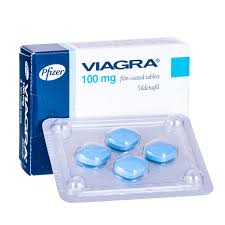 Pfizer
VIAGRA®
100 mg film-coated tablets
Sildenafil